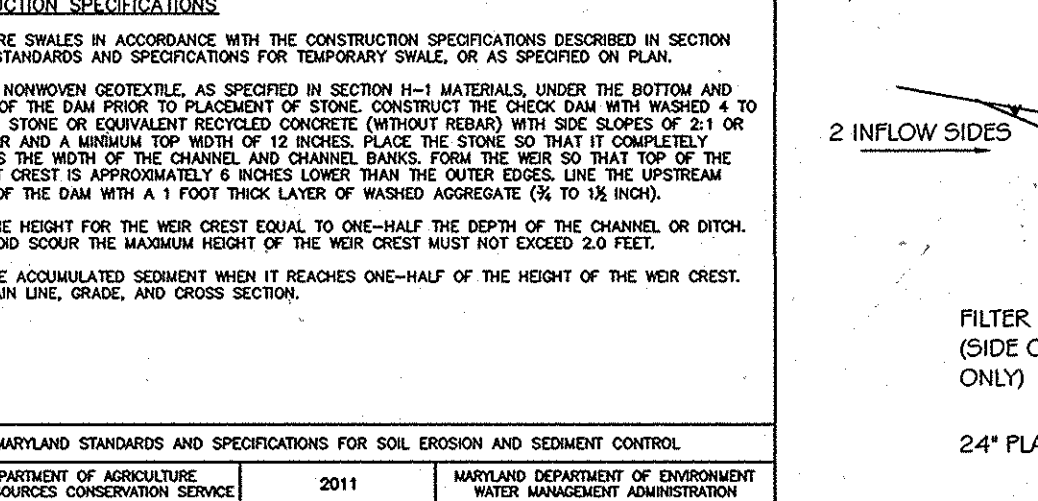 CTION SPECIFICATIONS
RE SWALES IN ACCORDANCE WITH THE CONSTRUCTION SPECIFICATIONS DESCRIBED IN SECTION
STANDARDS AND SPECIFICATIONS FOR TEMPORARY SWALE, OR AS SPECIFIED ON PLAN.
NONWOVEN GEOTEXTILE, AS SPECIFIED IN SECTION H-1 MATERIALS, UNDER THE BOTTOM AND
OF THE DAM PRIOR TO PLACEMENT OF STONE. CONSTRUCT THE CHECK DAM WITH WASHED 4 TO
STONE OR EQUIVALENT RECYCLED CONCRETE (WITHOUT REBAR) WITH SIDE SLOPES OF 2:1 OR
R AND A MINIMUM TOP WIDTH OF 12 INCHES. PLACE THE STONE SO THAT IT COMPLETELY
S THE WIDTH OF THE CHANNEL AND CHANNEL BANKS. FORM THE WEIR SO THAT TOP OF THE
T CREST IS APPROXIMATELY 6 INCHES LOWER THAN THE OUTER EDGES. LINE THE UPSTREAM
OF THE DAM WITH A 1 FOOT THICK LAYER OF WASHED AGGREGATE (¾ TO 1½ INCH).
E HEIGHT FOR THE WEIR CREST EQUAL TO ONE-HALF THE DEPTH OF THE CHANNEL OR DITCH.
OID SCOUR THE MAXIMUM HEIGHT OF THE WEIR CREST MUST NOT EXCEED 2.0 FEET.
E ACCUMULATED SEDIMENT WHEN IT REACHES ONE-HALF OF THE HEIGHT OF THE WEIR CREST.
AIN LINE, GRADE, AND CROSS SECTION.
MARYLAND STANDARDS AND SPECIFICATIONS FOR SOIL EROSION AND SEDIMENT CONTROL
PARTMENT OF AGRICULTURE
SOURCES CONSERVATION SERVICE
2011
MARYLAND DEPARTMENT OF ENVIRONMENT
WATER MANAGEMENT ADMINISTRATION
2 INFLOW SIDES
FILTER
(SIDE
ONLY)
24" PLA